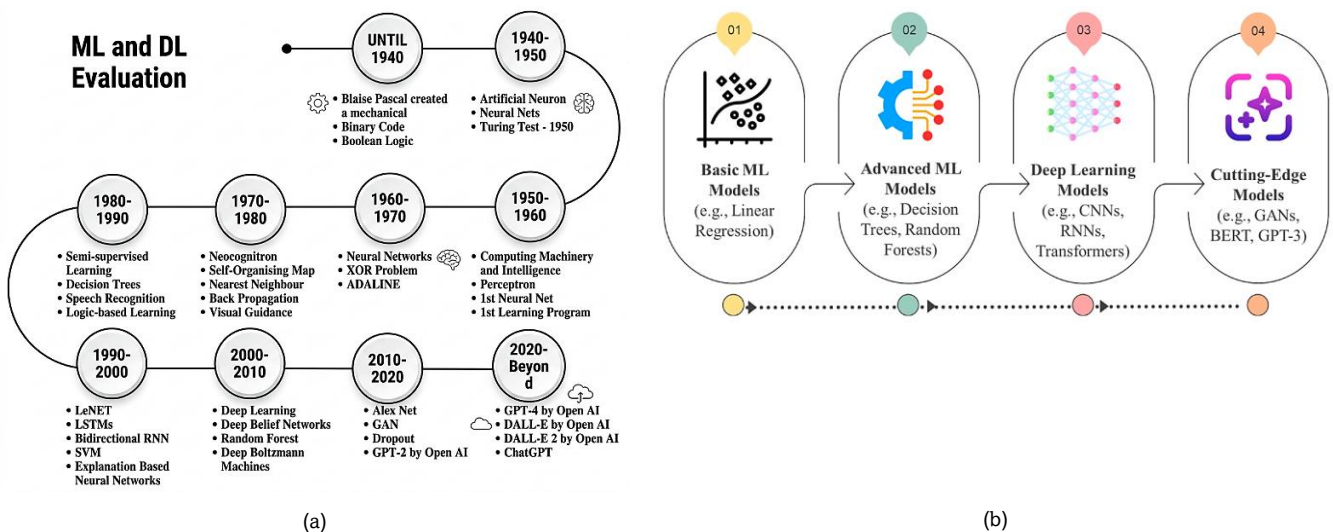 ML and DL
Evaluation
UNTIL
1940
• Blaise Pascal created
a mechanical
• Binary Code
• Boolean Logic
1940-
1950
• Artificial Neuron
• Neural Nets
• Turing Test - 1950
1950-
1960
• Computing Machinery
and Intelligence
• Perceptron
• 1st Neural Net
• 1st Learning Program
1960-
1970
• Neural Networks
• XOR Problem
• ADALINE
1970-
1980
• Neocognitron
• Self-Organising Map
• Nearest Neighbour
• Back Propagation
• Visual Guidance
1980-
1990
• Semi-supervised
Learning
• Decision Trees
• Speech Recognition
• Logic-based Learning
1990-
2000
• LeNET
• LSTMs
• Bidirectional RNN
• SVM
• Explanation Based
Neural Networks
2000-
2010
• Deep Learning
• Deep Belief Networks
• Random Forest
• Deep Boltzmann
Machines
2010-
2020
• Alex Net
• GAN
• Dropout
• GPT-2 by Open AI
2020-
Beyon
d
• GPT-4 by Open AI
• DALL-E by Open AI
• DALL-E 2 by Open AI
• ChatGPT
(a)
01
Basic ML
Models
(e.g., Linear
Regression)
02
Advanced ML
Models
(e.g., Decision
Trees, Random
Forests)
03
Deep Learning
Models
(e.g., CNNs,
RNNs,
Transformers)
04
Cutting-Edge
Models
(e.g., GANs,
BERT, GPT-3)
(b)